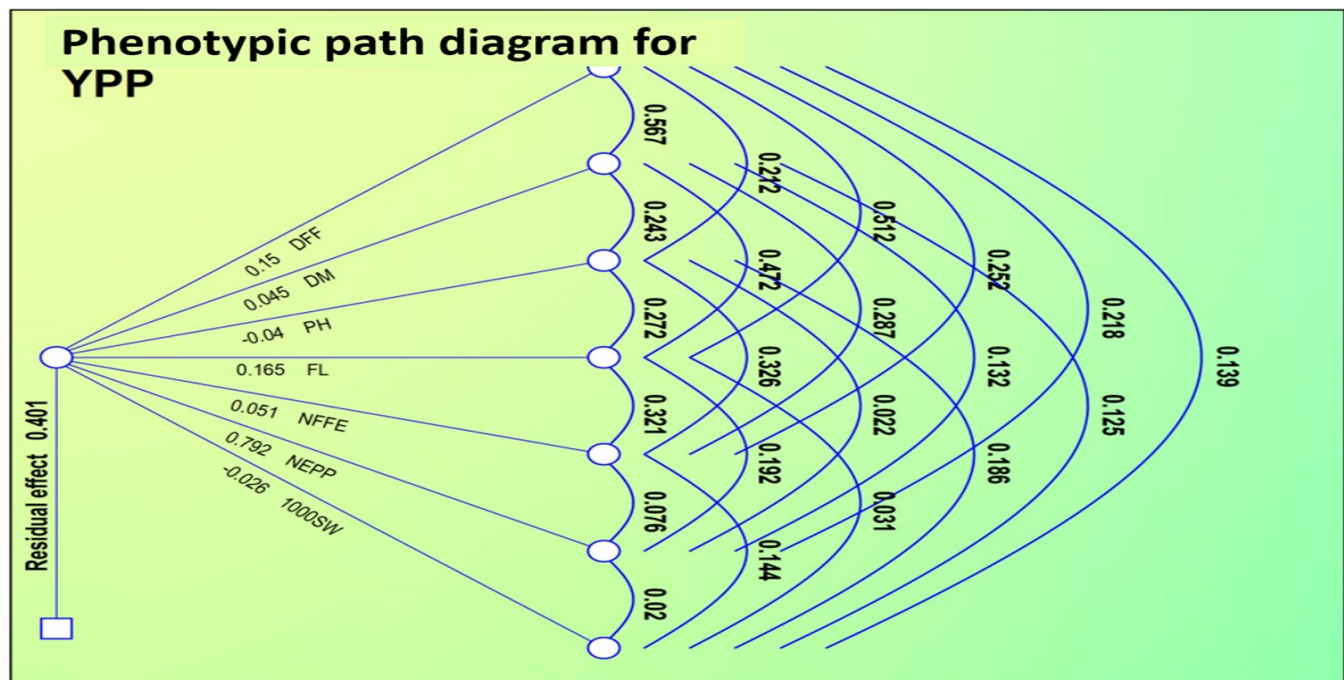 Phenotypic path diagram for
YPP
0.15 DFF
0.045 DM
-0.04 PH
0.165 FL
0.051 NFFE
0.792 NEPP
-0.026 1000SW
Residual effect 0.401
0.567
0.243
0.272
0.321
0.076
0.02
0.212
0.472
0.326
0.192
0.144
0.512
0.287
0.022
0.031
0.252
0.132
0.186
0.218
0.125
0.139